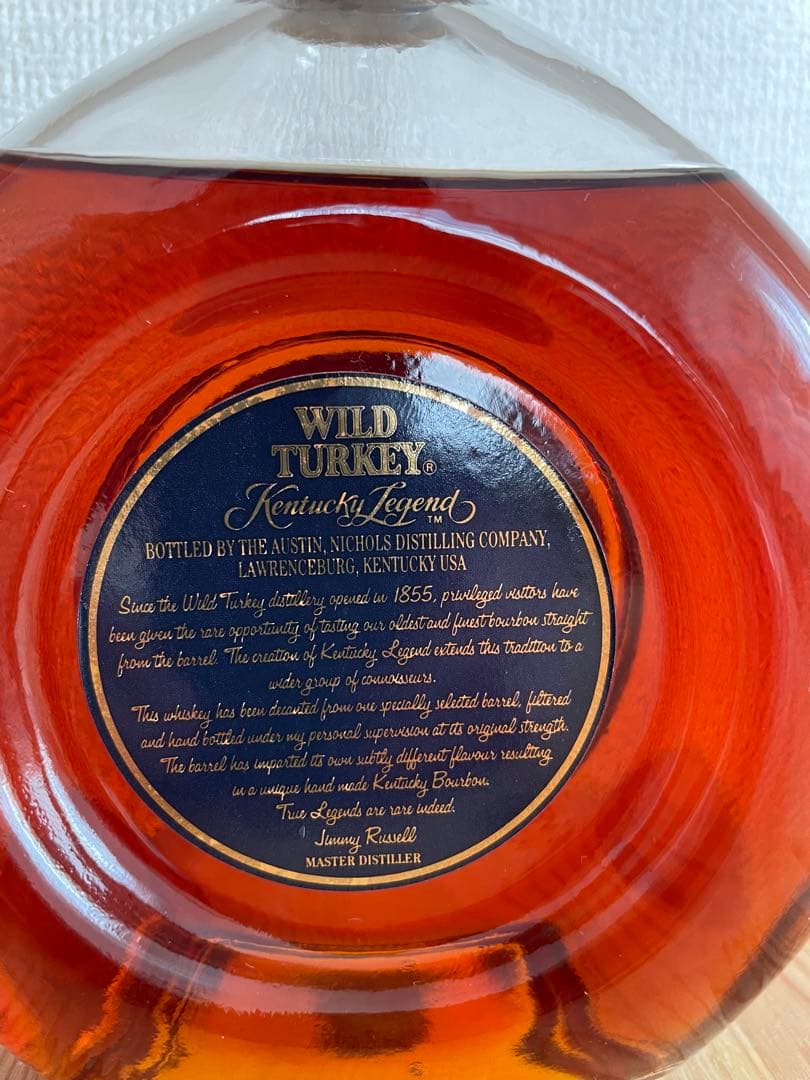 WILD
TURKEY®
Kentucky Legend™
BOTTLED BY THE AUSTIN, NICHOLS DISTILLING COMPANY,
LAWRENCEBURG, KENTUCKY USA
Since the Wild Turkey distillery opened in 1855, privileged visitors have
been given the rare opportunity of tasting our oldest and finest bourbon straight
from the barrel. The creation of Kentucky Legend extends this tradition to a
wider group of connoisseurs.
This whiskey has been decanted from one specially selected barrel, filtered
and hand bottled under my personal supervision at its original strength.
The barrel has imparted its own subtly different flavour resulting
in a unique hand made Kentucky Bourbon.
True Legends are rare indeed.
Jimmy Russell
MASTER DISTILLER